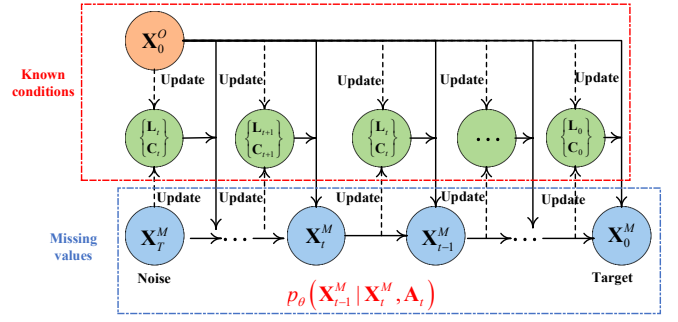 X_0^O
Update Update Update Update Update
Known conditions
{L_t C_t} {L_{t+1} C_{t+1}} {L_t C_t} ... {L_0 C_0}
Update Update Update Update Update
Missing values
X_T^M ... X_t^M X_{t-1}^M ... X_0^M
Noise Target
p_θ(X_{t-1}^M | X_t^M, A_t)